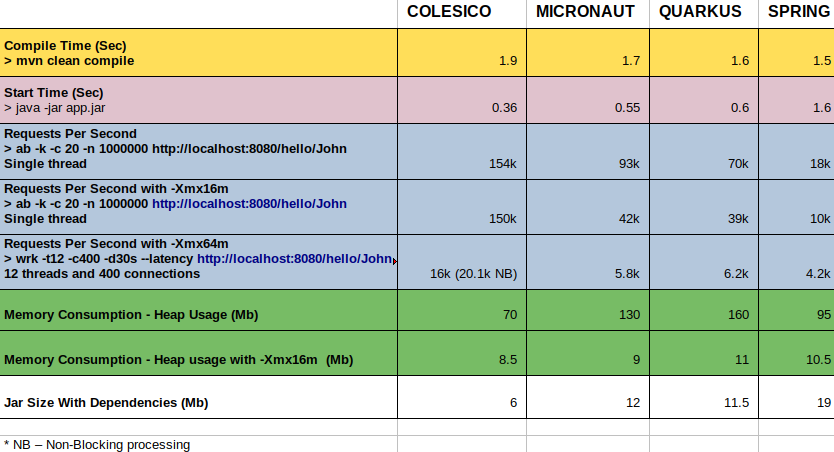 COLESICO MICRONAUT QUARKUS SPRING
Compile Time (Sec)
> mvn clean compile 1.9 1.7 1.6 1.5
Start Time (Sec)
> java -jar app.jar 0.36 0.55 0.6 1.6
Requests Per Second
> ab -k -c 20 -n 1000000 http://localhost:8080/hello/John
Single thread 154k 93k 70k 18k
Requests Per Second with -Xmx16m
> ab -k -c 20 -n 1000000 http://localhost:8080/hello/John
Single thread 150k 42k 39k 10k
Requests Per Second with -Xmx64m
> wrk -t12 -c400 -d30s --latency http://localhost:8080/hello/John
12 threads and 400 connections 16k (20.1k NB) 5.8k 6.2k 4.2k
Memory Consumption - Heap Usage (Mb) 70 130 160 95
Memory Consumption - Heap usage with -Xmx16m (Mb) 8.5 9 11 10.5
Jar Size With Dependencies (Mb) 6 12 11.5 19
* NB – Non-Blocking processing